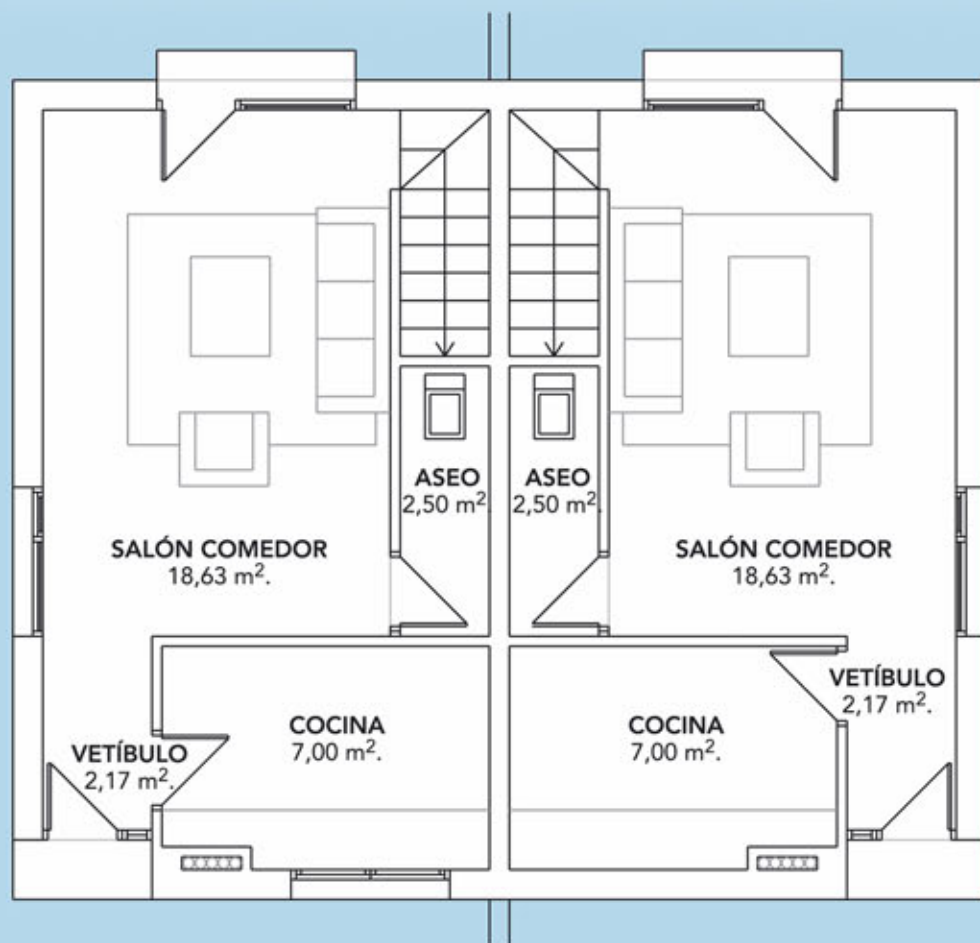 ASEO
2,50 m².
ASEO
2,50 m².
SALÓN COMEDOR
18,63 m².
SALÓN COMEDOR
18,63 m².
VETÍBULO
2,17 m².
COCINA
7,00 m².
COCINA
7,00 m².
VETÍBULO
2,17 m².